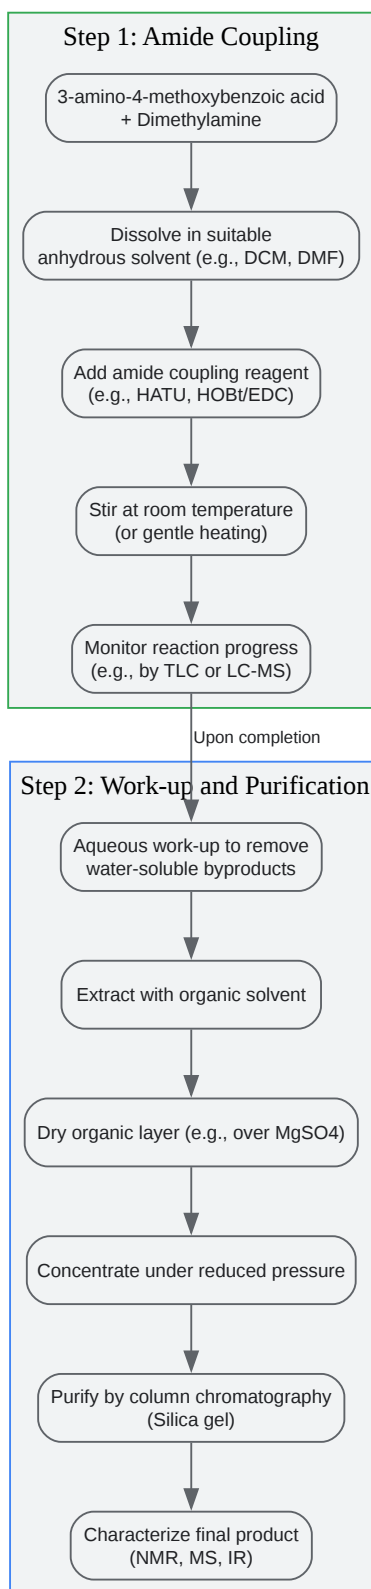 Step 1: Amide Coupling
3-amino-4-methoxybenzoic acid
+ Dimethylamine
Dissolve in suitable
anhydrous solvent (e.g., DCM, DMF)
Add amide coupling reagent
(e.g., HATU, HOBt/EDC)
Stir at room temperature
(or gentle heating)
Monitor reaction progress
(e.g., by TLC or LC-MS)
Upon completion
Step 2: Work-up and Purification
Aqueous work-up to remove
water-soluble byproducts
Extract with organic solvent
Dry organic layer (e.g., over MgSO4)
Concentrate under reduced pressure
Purify by column chromatography
(Silica gel)
Characterize final product
(NMR, MS, IR)